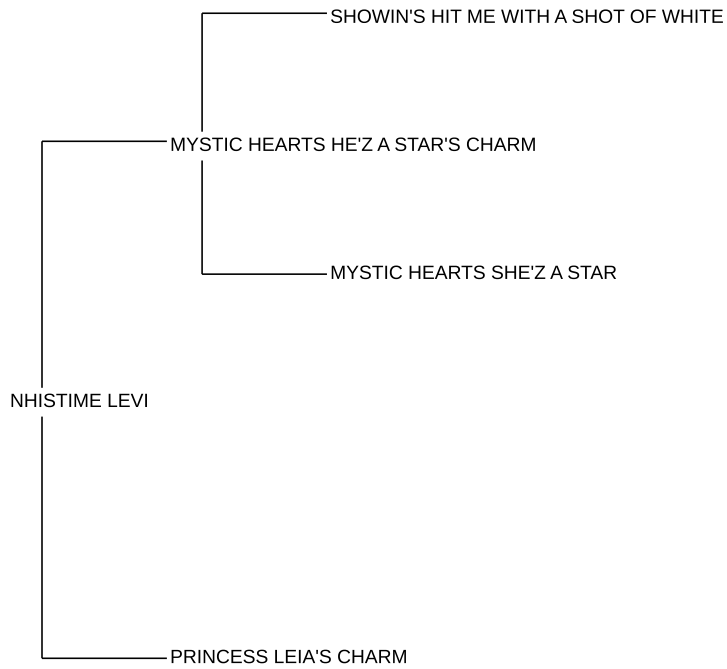 SHOWIN'S HIT ME WITH A SHOT OF WHITE
MYSTIC HEARTS HE'Z A STAR'S CHARM
MYSTIC HEARTS SHE'Z A STAR
NHISTIME LEVI
PRINCESS LEIA'S CHARM